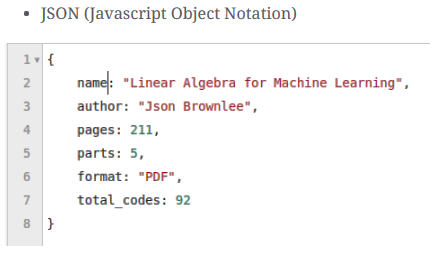 • JSON (Javascript Object Notation)
1 {
2 name: "Linear Algebra for Machine Learning",
3 author: "Json Brownlee",
4 pages: 211,
5 parts: 5,
6 format: "PDF",
7 total_codes: 92
8 }